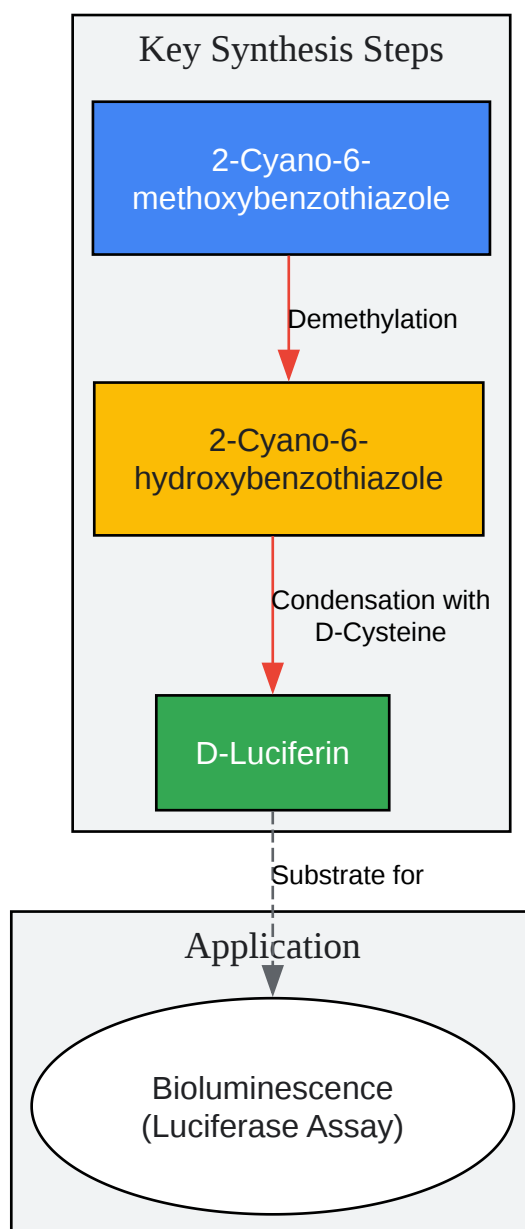 Key Synthesis Steps
2-Cyano-6-
methoxybenzothiazole
Demethylation
2-Cyano-6-
hydroxybenzothiazole
Condensation with
D-Cysteine
D-Luciferin
Substrate for
Application
Bioluminescence
(Luciferase Assay)